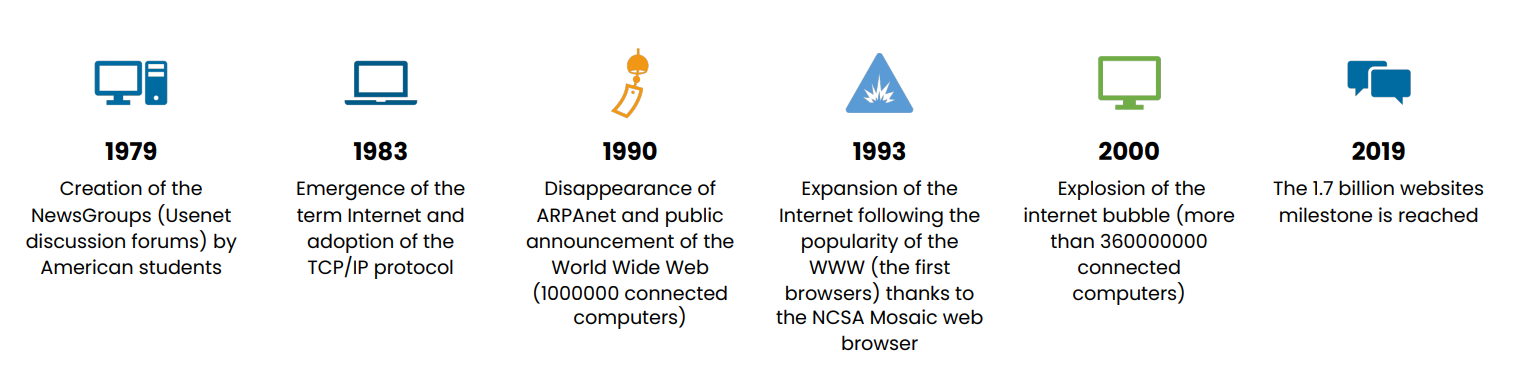 1979
Creation of the
NewsGroups (Usenet
discussion forums) by
American students
1983
Emergence of the
term Internet and
adoption of the
TCP/IP protocol
1990
Disappearance of
ARPAnet and public
announcement of the
World Wide Web
(1000000 connected
computers)
1993
Expansion of the
Internet following the
popularity of the
WWW (the first
browsers) thanks to
the NCSA Mosaic web
browser
2000
Explosion of the
internet bubble (more
than 360000000
connected
computers)
2019
The 1.7 billion websites
milestone is reached